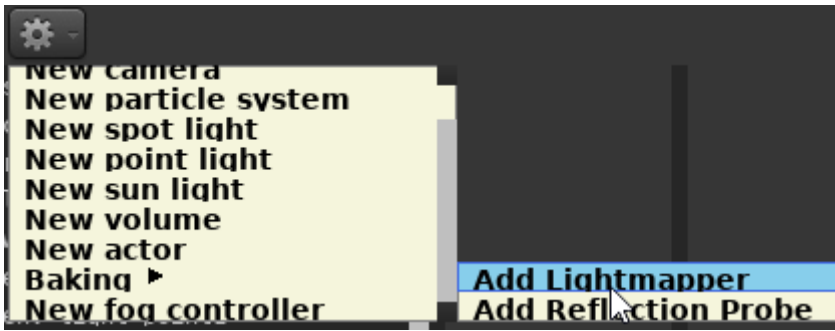 New camera
New particle system
New spot light
New point light
New sun light
New volume
New actor
Baking
Add Lightmapper
New fog controller
Add Reflection Probe